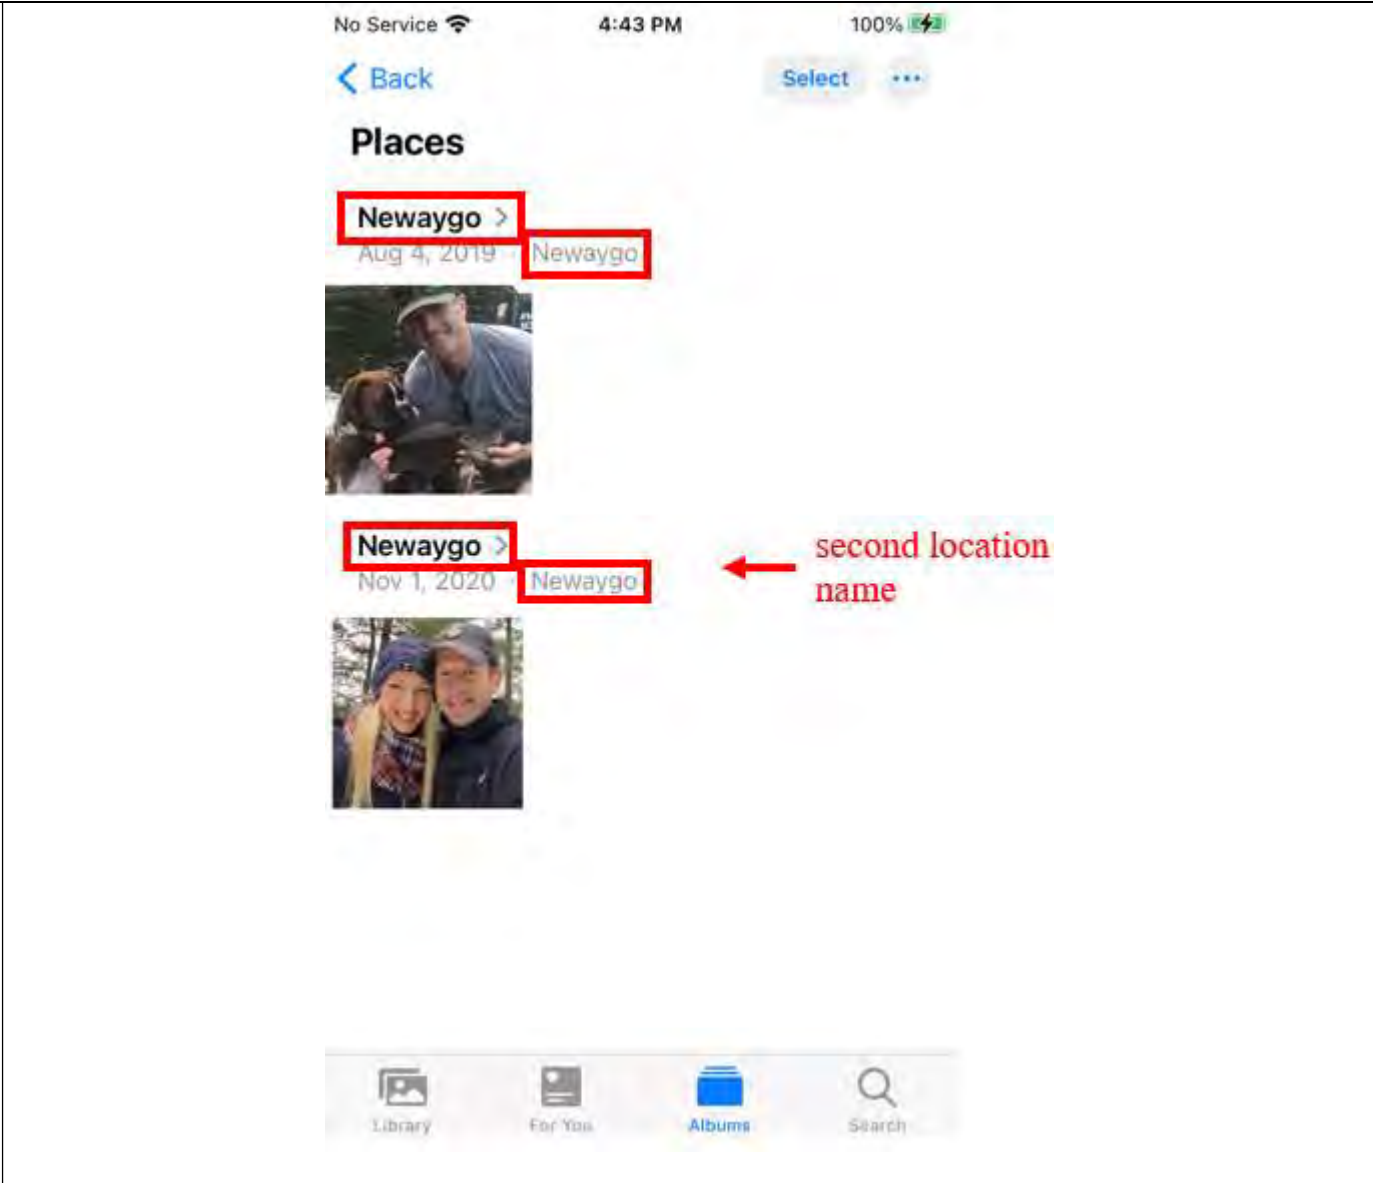 No Service 4:43 PM 100%
Back Select ...
Places
Newaygo >
Aug 4, 2019 Newaygo
Newaygo >
second location
name
Nov 1, 2020 · Newaygo
Library For You Albums Search